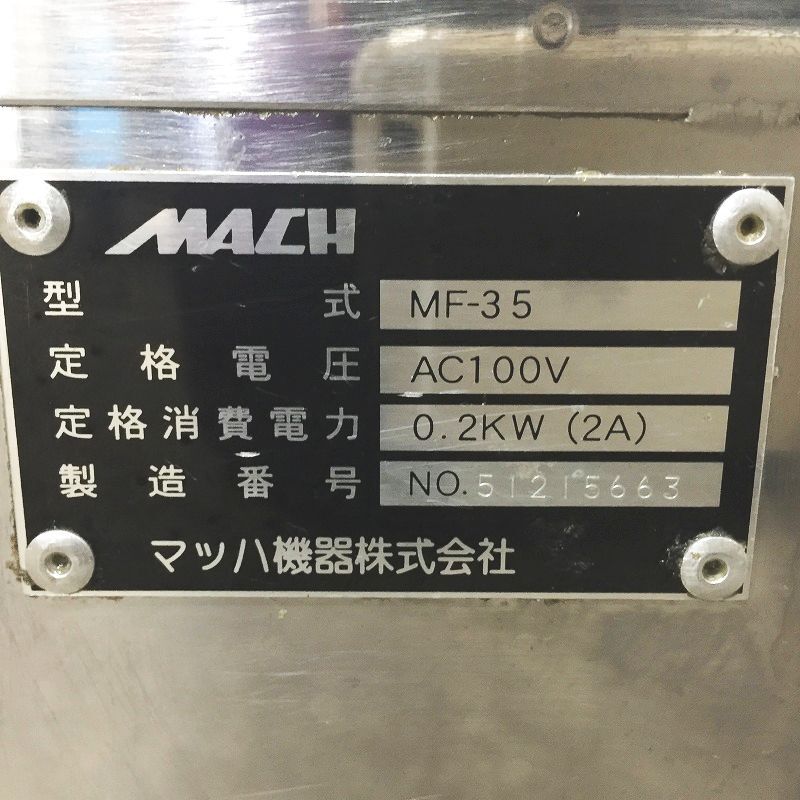 MACH
型式 MF-35
定格電圧 AC100V
定格消費電力 0.2KW (2A)
製造番号 NO. 51215663
マッハ機器株式会社